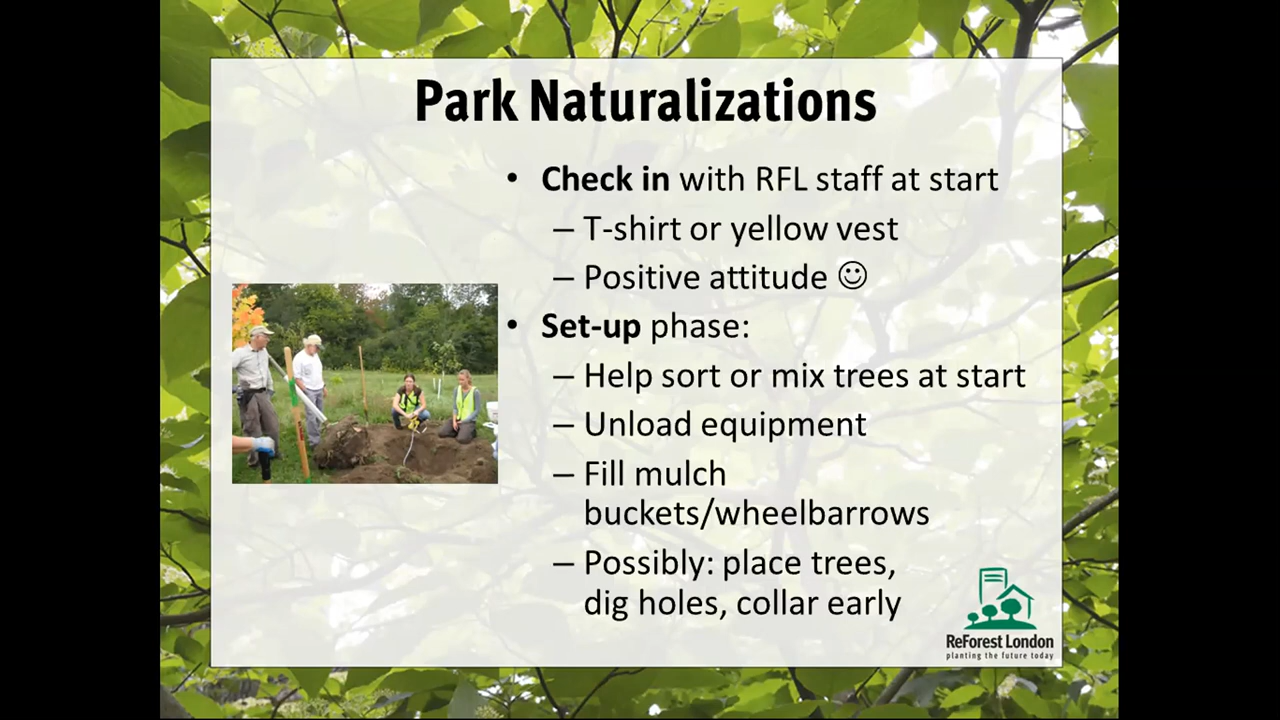 Park Naturalizations
• Check in with RFL staff at start
– T-shirt or yellow vest
– Positive attitude ☺
• Set-up phase:
– Help sort or mix trees at start
– Unload equipment
– Fill mulch
buckets/wheelbarrows
– Possibly: place trees,
dig holes, collar early
ReForest London
planting the future today